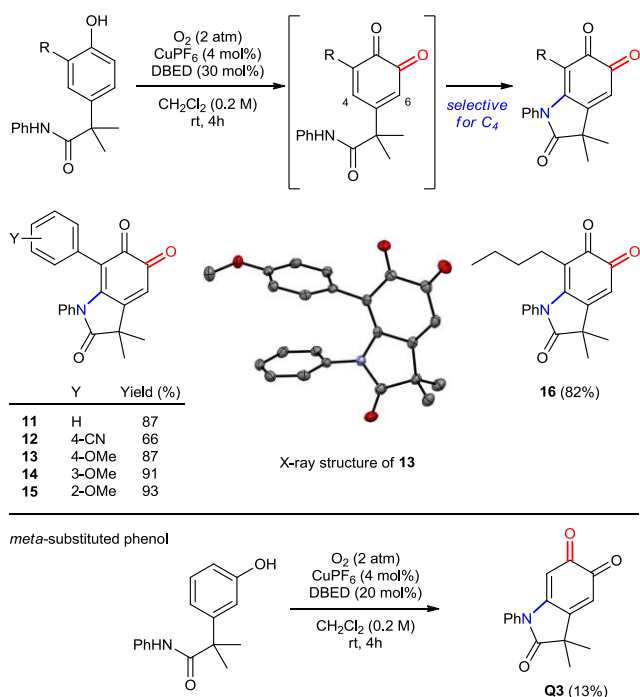 OH
R
O₂ (2 atm)
CuPF₆ (4 mol%)
DBED (30 mol%)
CH₂Cl₂ (0.2 M)
rt, 4h
PhHN
O
O
O
R
4
6
PhHN
O
selective
for C₄
O
O
R
PhN
O
Y
O
O
PhN
O
Y Yield (%)
11 H 87
12 4-CN 66
13 4-OMe 87
14 3-OMe 91
15 2-OMe 93
X-ray structure of 13
O
O
PhN
O
16 (82%)
meta-substituted phenol
OH
PhHN
O
O₂ (2 atm)
CuPF₆ (4 mol%)
DBED (20 mol%)
CH₂Cl₂ (0.2 M)
rt, 4h
O
O
PhN
O
Q3 (13%)